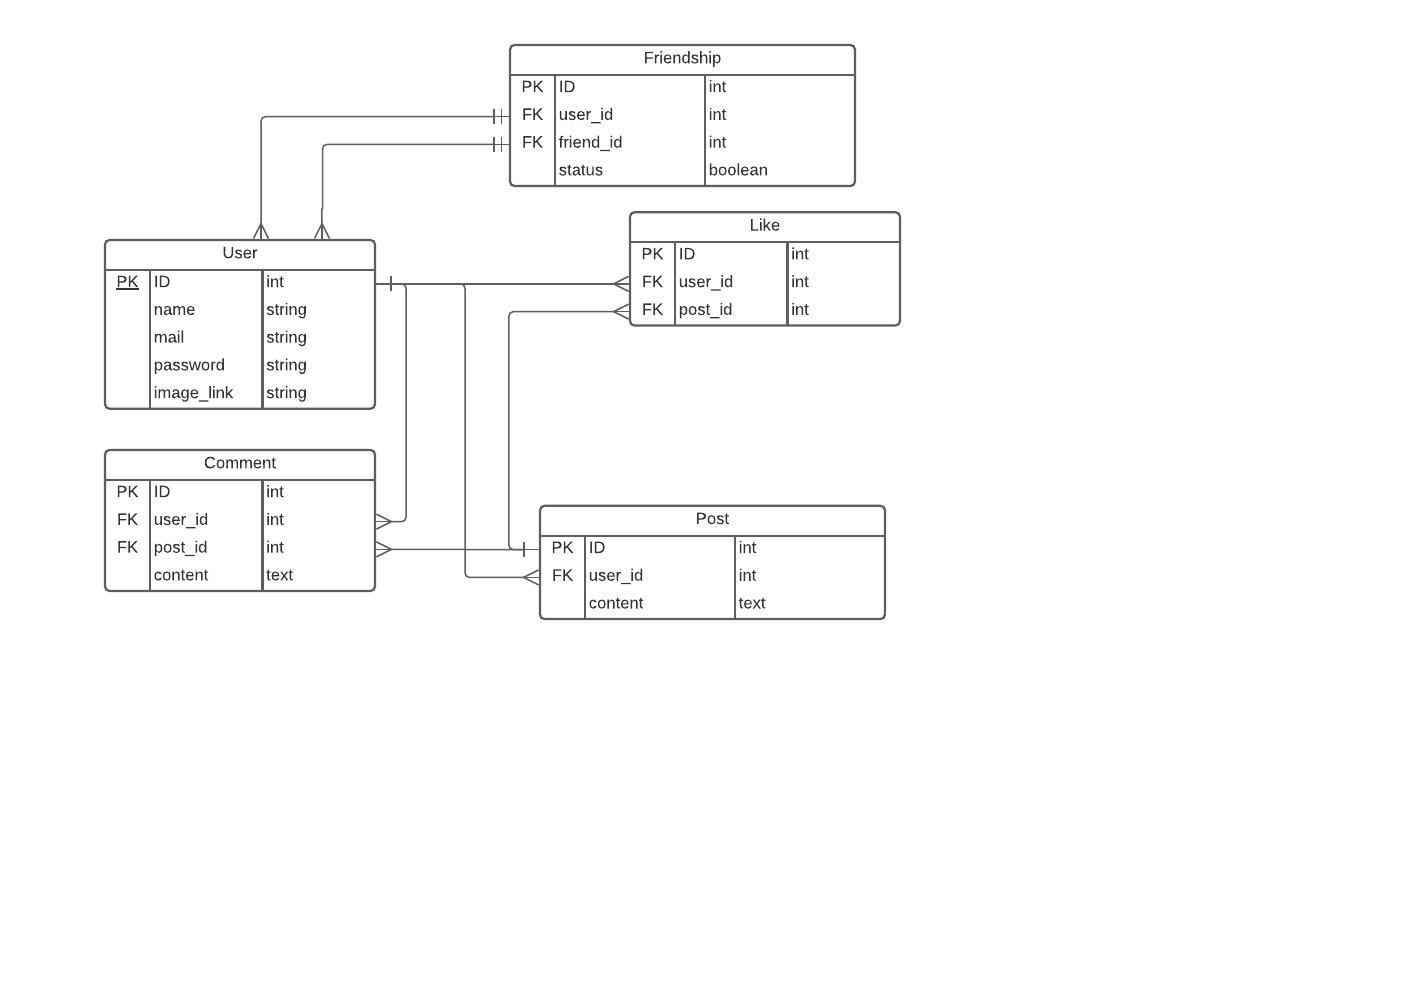 Friendship
PK ID int
FK user_id int
FK friend_id int
status boolean
Like
PK ID int
FK user_id int
FK post_id int
User
PK ID int
name string
mail string
password string
image_link string
Comment
PK ID int
FK user_id int
FK post_id int
content text
Post
PK ID int
FK user_id int
content text